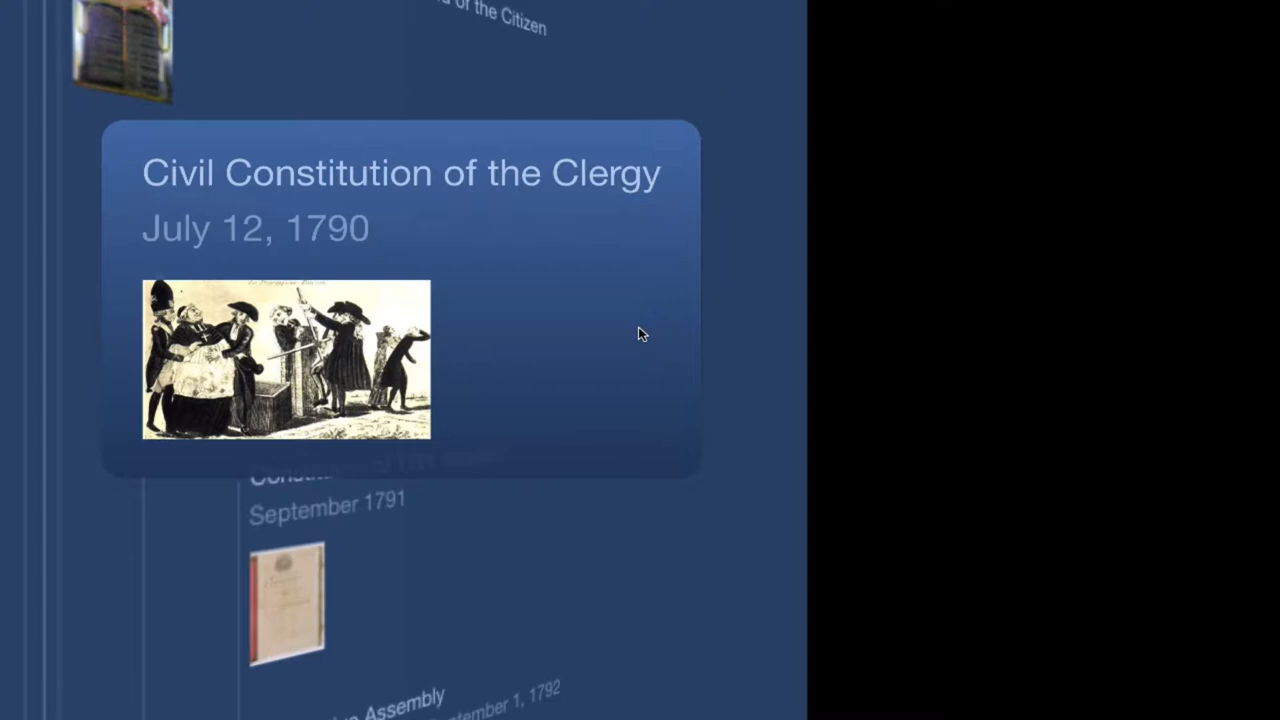 of the Citizen
Civil Constitution of the Clergy
July 12, 1790
September 1791
Assembly
September 1, 1792